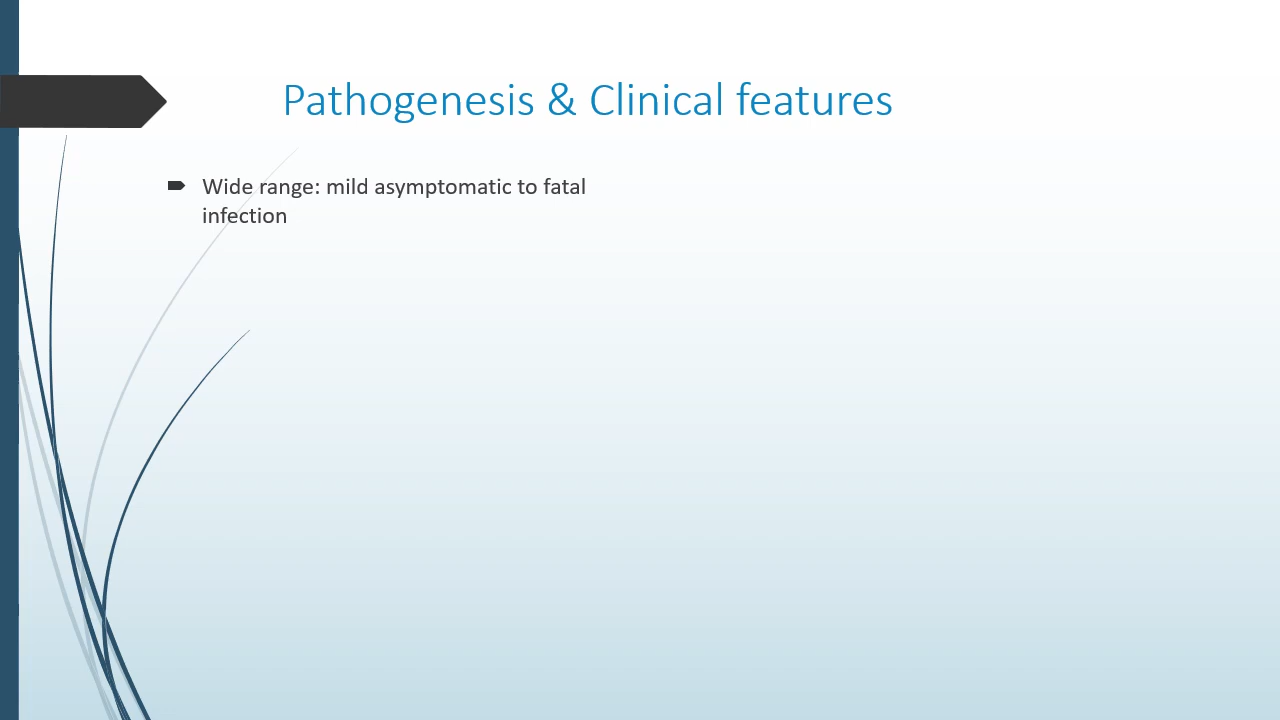 Pathogenesis & Clinical features
Wide range: mild asymptomatic to fatal
infection